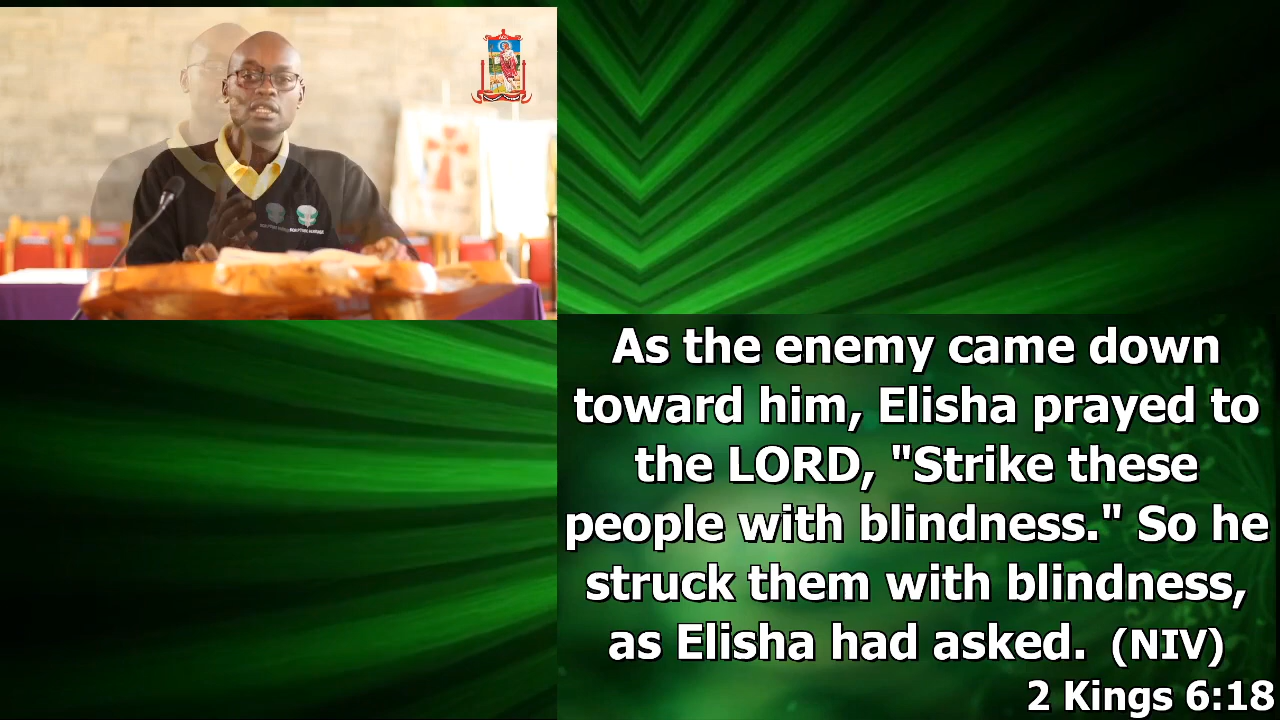 As the enemy came down
toward him, Elisha prayed to
the LORD, "Strike these
people with blindness." So he
struck them with blindness,
as Elisha had asked. (NIV)
2 Kings 6:18